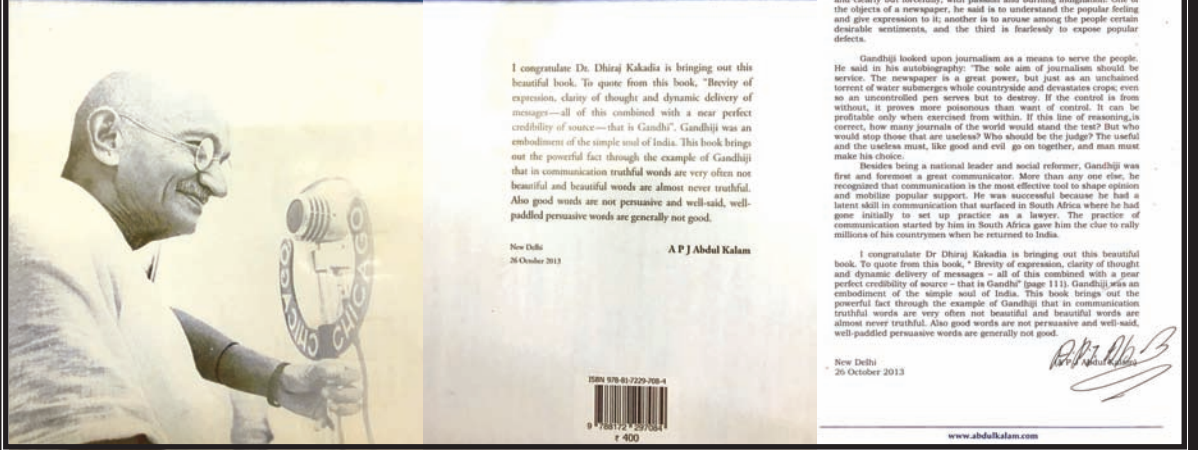 CHICAGO
CHICAGO
I congratulate Dr. Dhiraj Kakadia is bringing out this
beautiful book. To quote from this book, "Brevity of
expression, clarity of thought and dynamic delivery of
messages—all of this combined with a near perfect
credibility of source—that is Gandhi". Gandhiji was an
embodiment of the simple soul of India. This book brings
out the powerful fact through the example of Gandhiji
that in communication truthful words are very often not
beautiful and beautiful words are almost never truthful.
Also good words are not persuasive and well-said, well-
paddled persuasive words are generally not good.
New Delhi
26 October 2013
A P J Abdul Kalam
ISBN 978-81-7229-708-4
9 788172 297084
₹ 400
the objects of a newspaper, he said is to understand the popular feeling
and give expression to it; another is to arouse among the people certain
desirable sentiments, and the third is fearlessly to expose popular
defects.
Gandhiji looked upon journalism as a means to serve the people.
He said in his autobiography: 'The sole aim of journalism should be
service. The newspaper is a great power, but just as an unchained
torrent of water submerges whole countryside and devastates crops; even
so an uncontrolled pen serves but to destroy. If the control is from
without, it proves more poisonous than want of control. It can be
profitable only when exercised from within. If this line of reasoning is
correct, how many journals of the world would stand the test? But who
would stop those that are useless? Who should be the judge? The useful
and the useless must, like good and evil go on together, and man must
make his choice.
Besides being a national leader and social reformer, Gandhiji was
first and foremost a great communicator. More than any one else, he
recognized that communication is the most effective tool to shape opinion
and mobilize popular support. He was successful because he had a
latent skill in communication that surfaced in South Africa where he had
gone initially to set up practice as a lawyer. The practice of
communication started by him in South Africa gave him the clue to rally
millions of his countrymen when he returned to India.
I congratulate Dr Dhiraj Kakadia is bringing out this beautiful
book. To quote from this book, " Brevity of expression, clarity of thought
and dynamic delivery of messages – all of this combined with a near
perfect credibility of source – that is Gandhi" (page 111). Gandhiji was an
embodiment of the simple soul of India. This book brings out the
powerful fact through the example of Gandhiji that in communication
truthful words are very often not beautiful and beautiful words are
almost never truthful. Also good words are not persuasive and well-said,
well-paddled persuasive words are generally not good.
New Delhi
26 October 2013
www.abdulkalam.com